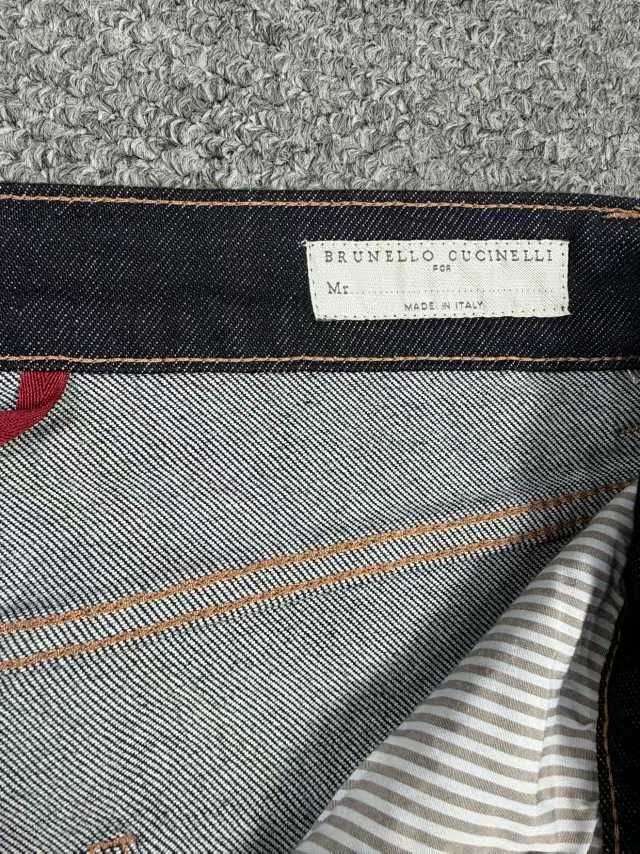 BRUNELLO CUCINELLI
FOR
Mr.................................
MADE IN ITALY